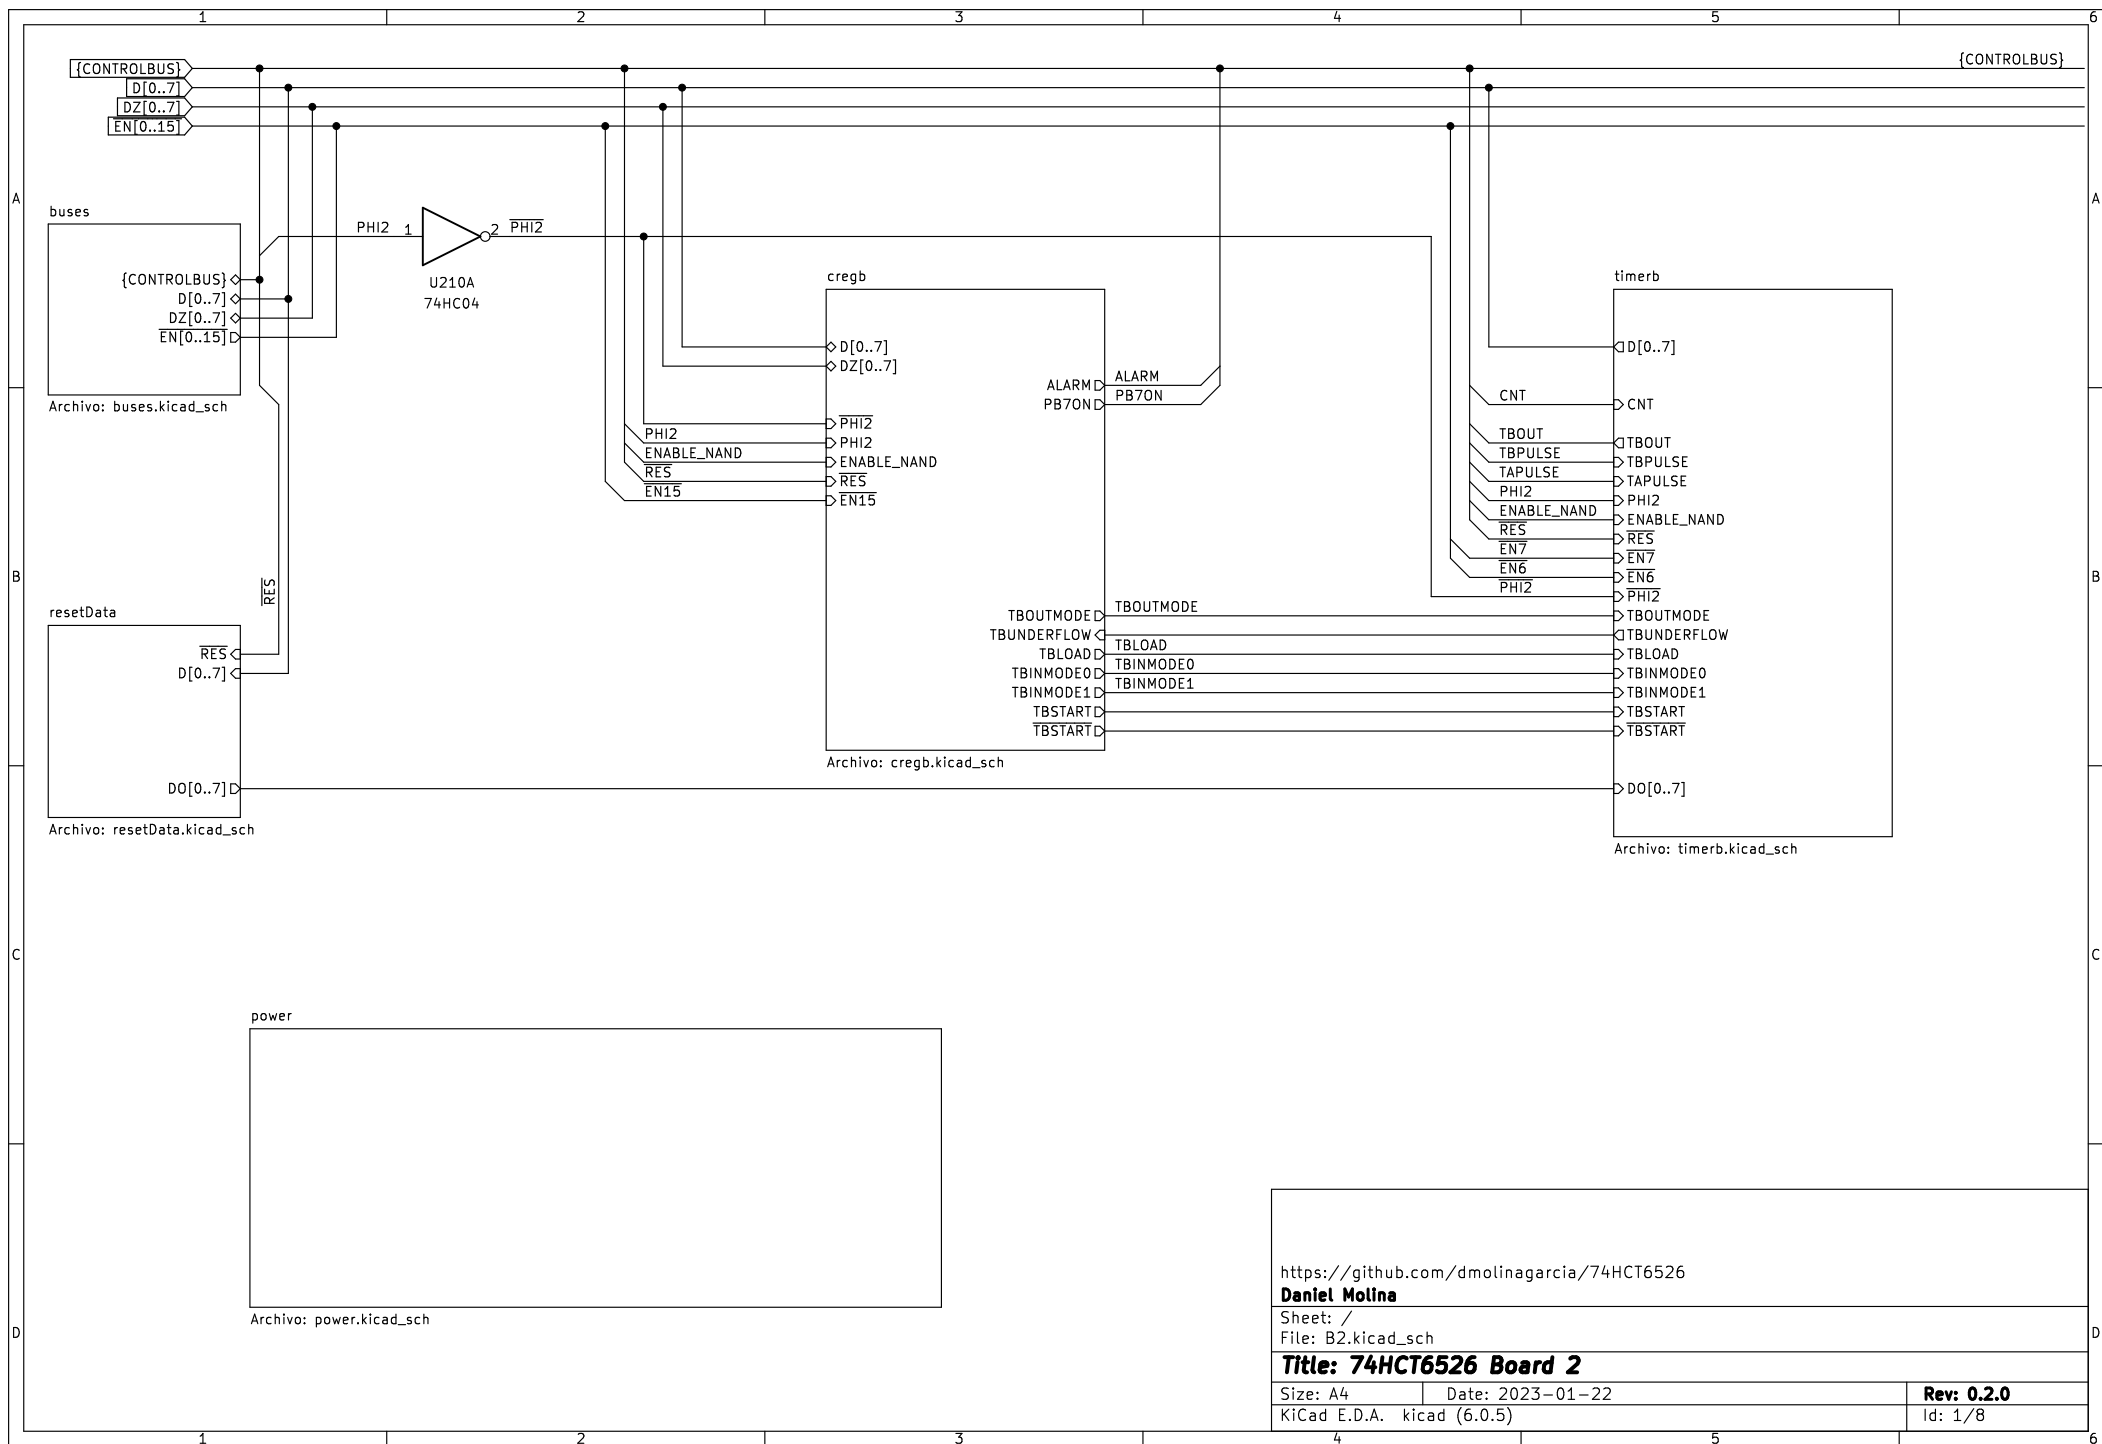 1 2 3 4 5 6
{CONTROLBUS}
D[0..7]
DZ[0..7]
EN[0..15]
{CONTROLBUS}
A
A
buses
{CONTROLBUS}
D[0..7]
DZ[0..7]
EN[0..15]
Archivo: buses.kicad_sch
PHI2 1
2 PHI2
U210A
74HC04
RES
resetData
RES
D[0..7]
DO[0..7]
Archivo: resetData.kicad_sch
cregb
D[0..7]
DZ[0..7]
PHI2
PHI2 PHI2
ENABLE_NAND ENABLE_NAND
RES RES
EN15 EN15
ALARM ALARM
PB7ON PB7ON
TBOUTMODE TBOUTMODE
TBUNDERFLOW
TBLOAD TBLOAD
TBINMODE0 TBINMODE0
TBINMODE1 TBINMODE1
TBSTART
TBSTART
Archivo: cregb.kicad_sch
timerb
D[0..7]
CNT CNT
TBOUT TBOUT
TBPULSE TBPULSE
TAPULSE TAPULSE
PHI2 PHI2
ENABLE_NAND ENABLE_NAND
RES RES
EN7 EN7
EN6 EN6
PHI2 PHI2
TBOUTMODE
TBUNDERFLOW
TBLOAD
TBINMODE0
TBINMODE1
TBSTART
TBSTART
DO[0..7]
Archivo: timerb.kicad_sch
B
B
C
C
power
Archivo: power.kicad_sch
D
D
https://github.com/dmolinagarcia/74HCT6526
Daniel Molina
Sheet: /
File: B2.kicad_sch
Title: 74HCT6526 Board 2
Size: A4 Date: 2023-01-22 Rev: 0.2.0
KiCad E.D.A. kicad (6.0.5) Id: 1/8
1 2 3 4 5 6